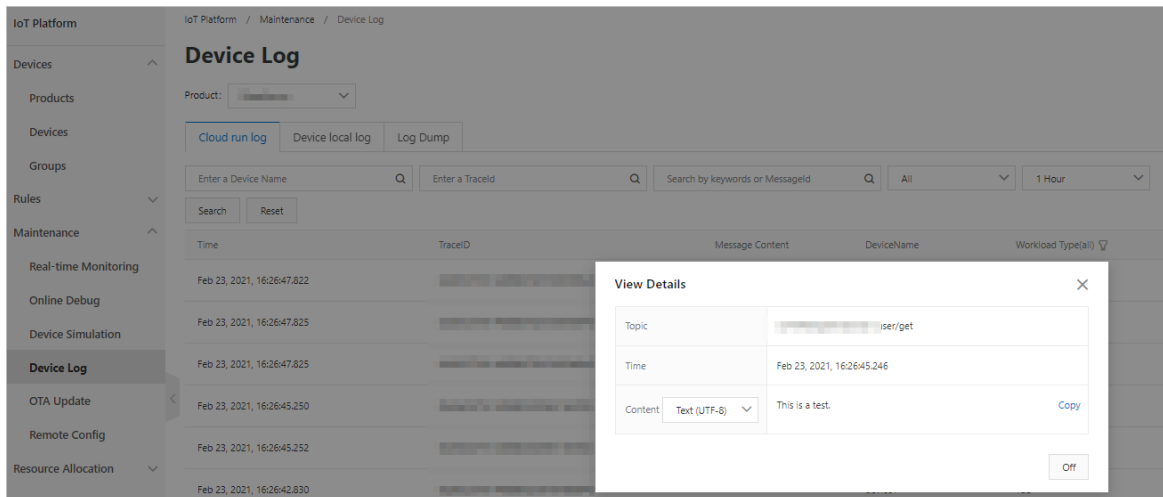 IoT Platform
IoT Platform / Maintenance / Device Log
Devices
Products
Devices
Groups
Rules
Maintenance
Real-time Monitoring
Online Debug
Device Simulation
Device Log
OTA Update
Remote Config
Resource Allocation
Device Log
Product:
Cloud run log Device local log Log Dump
Enter a Device Name Enter a TraceId Search by keywords or MessageId All 1 Hour
Search Reset
Time TraceID Message Content DeviceName Workload Type(all)
Feb 23, 2021, 16:26:47.822
Feb 23, 2021, 16:26:47.825
Feb 23, 2021, 16:26:47.825
Feb 23, 2021, 16:26:45.250
Feb 23, 2021, 16:26:45.252
Feb 23, 2021, 16:26:42.830
View Details
Topic user/get
Time Feb 23, 2021, 16:26:45.246
Content Text (UTF-8) This is a test. Copy
Off